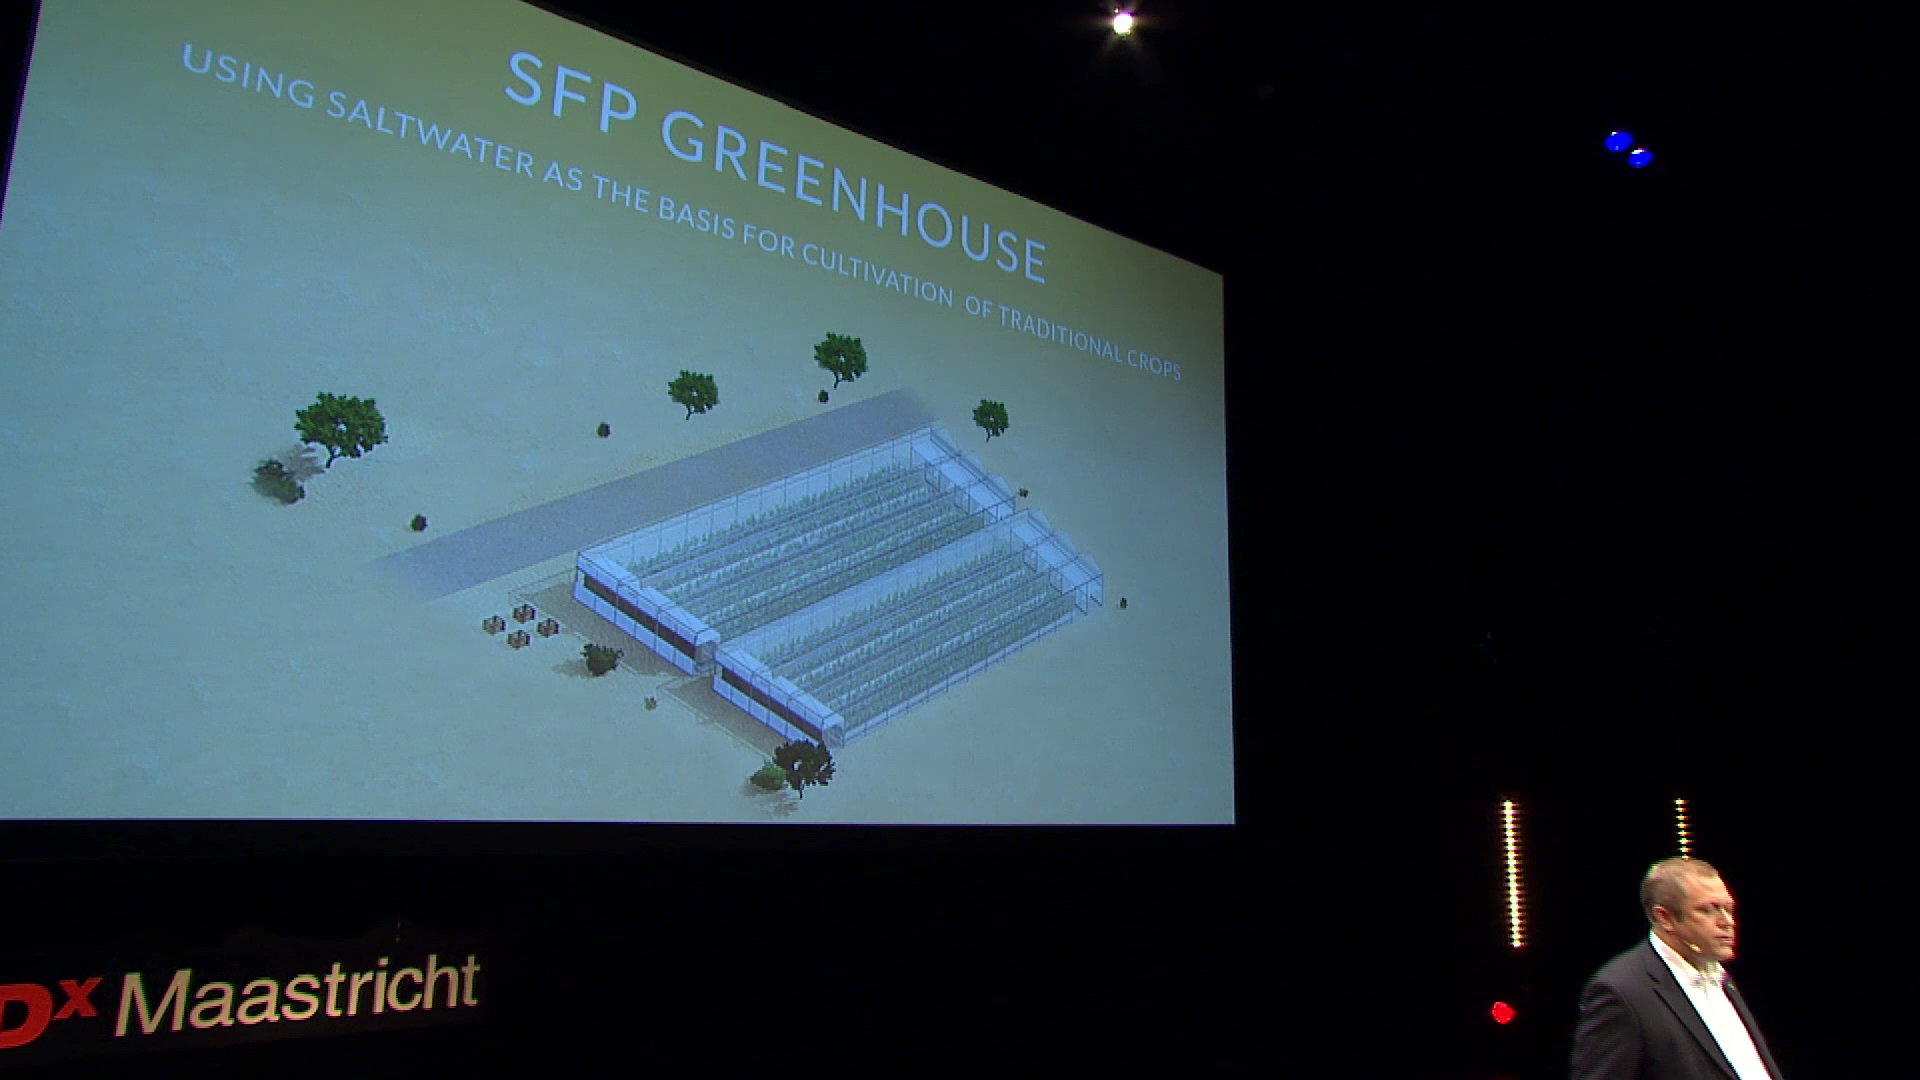 SFP GREENHOUSE
USING SALTWATER AS THE BASIS FOR CULTIVATION OF TRADITIONAL CROPS
Dx Maastricht